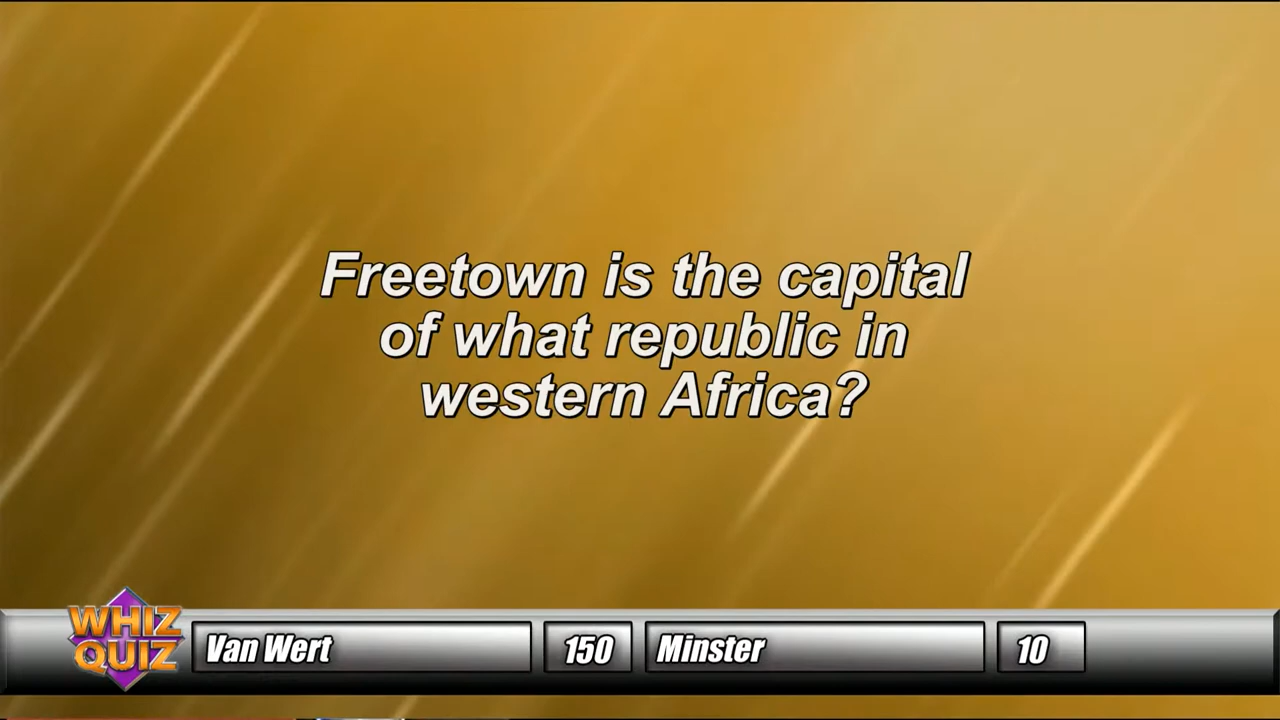 Freetown is the capital
of what republic in
western Africa?
WHIZ
QUIZ
Van Wert
150
Minster
10